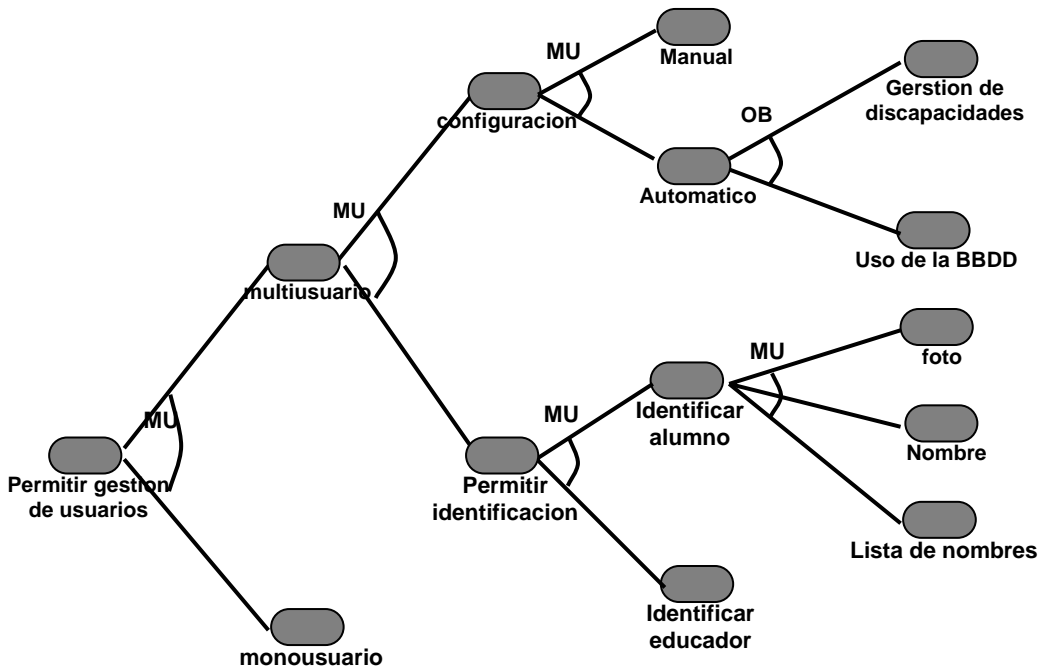 MU
Manual
configuracion
OB
Gerstion de
discapacidades
Automatico
MU
Uso de la BBDD
multiusuario
MU
foto
MU
Identificar
alumno
MU
Nombre
Permitir gestion
de usuarios
Permitir
identificacion
Lista de nombres
Identificar
educador
monousuario